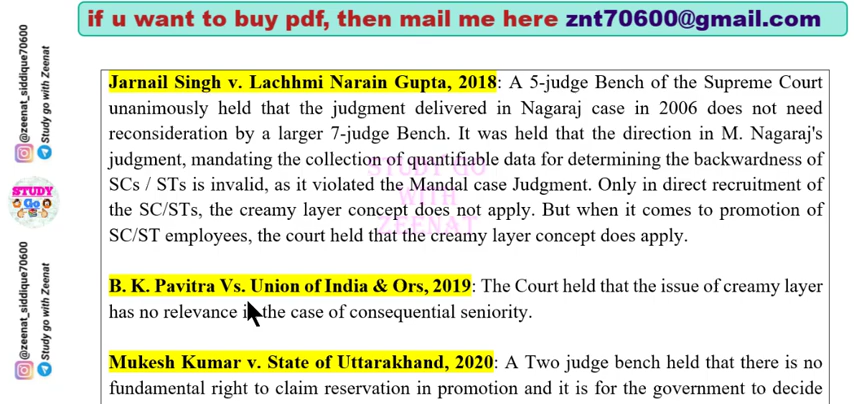 if u want to buy pdf, then mail me here znt70600@gmail.com
@zeenat_siddique70600
Study go with Zeenat
STUDY
Go
@zeenat_siddique70600
Study go with Zeenat
Jarnail Singh v. Lachhmi Narain Gupta, 2018: A 5-judge Bench of the Supreme Court
unanimously held that the judgment delivered in Nagaraj case in 2006 does not need
reconsideration by a larger 7-judge Bench. It was held that the direction in M. Nagaraj's
judgment, mandating the collection of quantifiable data for determining the backwardness of
SCs / STs is invalid, as it violated the Mandal case Judgment. Only in direct recruitment of
the SC/STs, the creamy layer concept does not apply. But when it comes to promotion of
SC/ST employees, the court held that the creamy layer concept does apply.
STUDY GO
WITH
ZEENAT
B. K. Pavitra Vs. Union of India & Ors, 2019: The Court held that the issue of creamy layer
has no relevance the case of consequential seniority.
Mukesh Kumar v. State of Uttarakhand, 2020: A Two judge bench held that there is no
fundamental right to claim reservation in promotion and it is for the government to decide